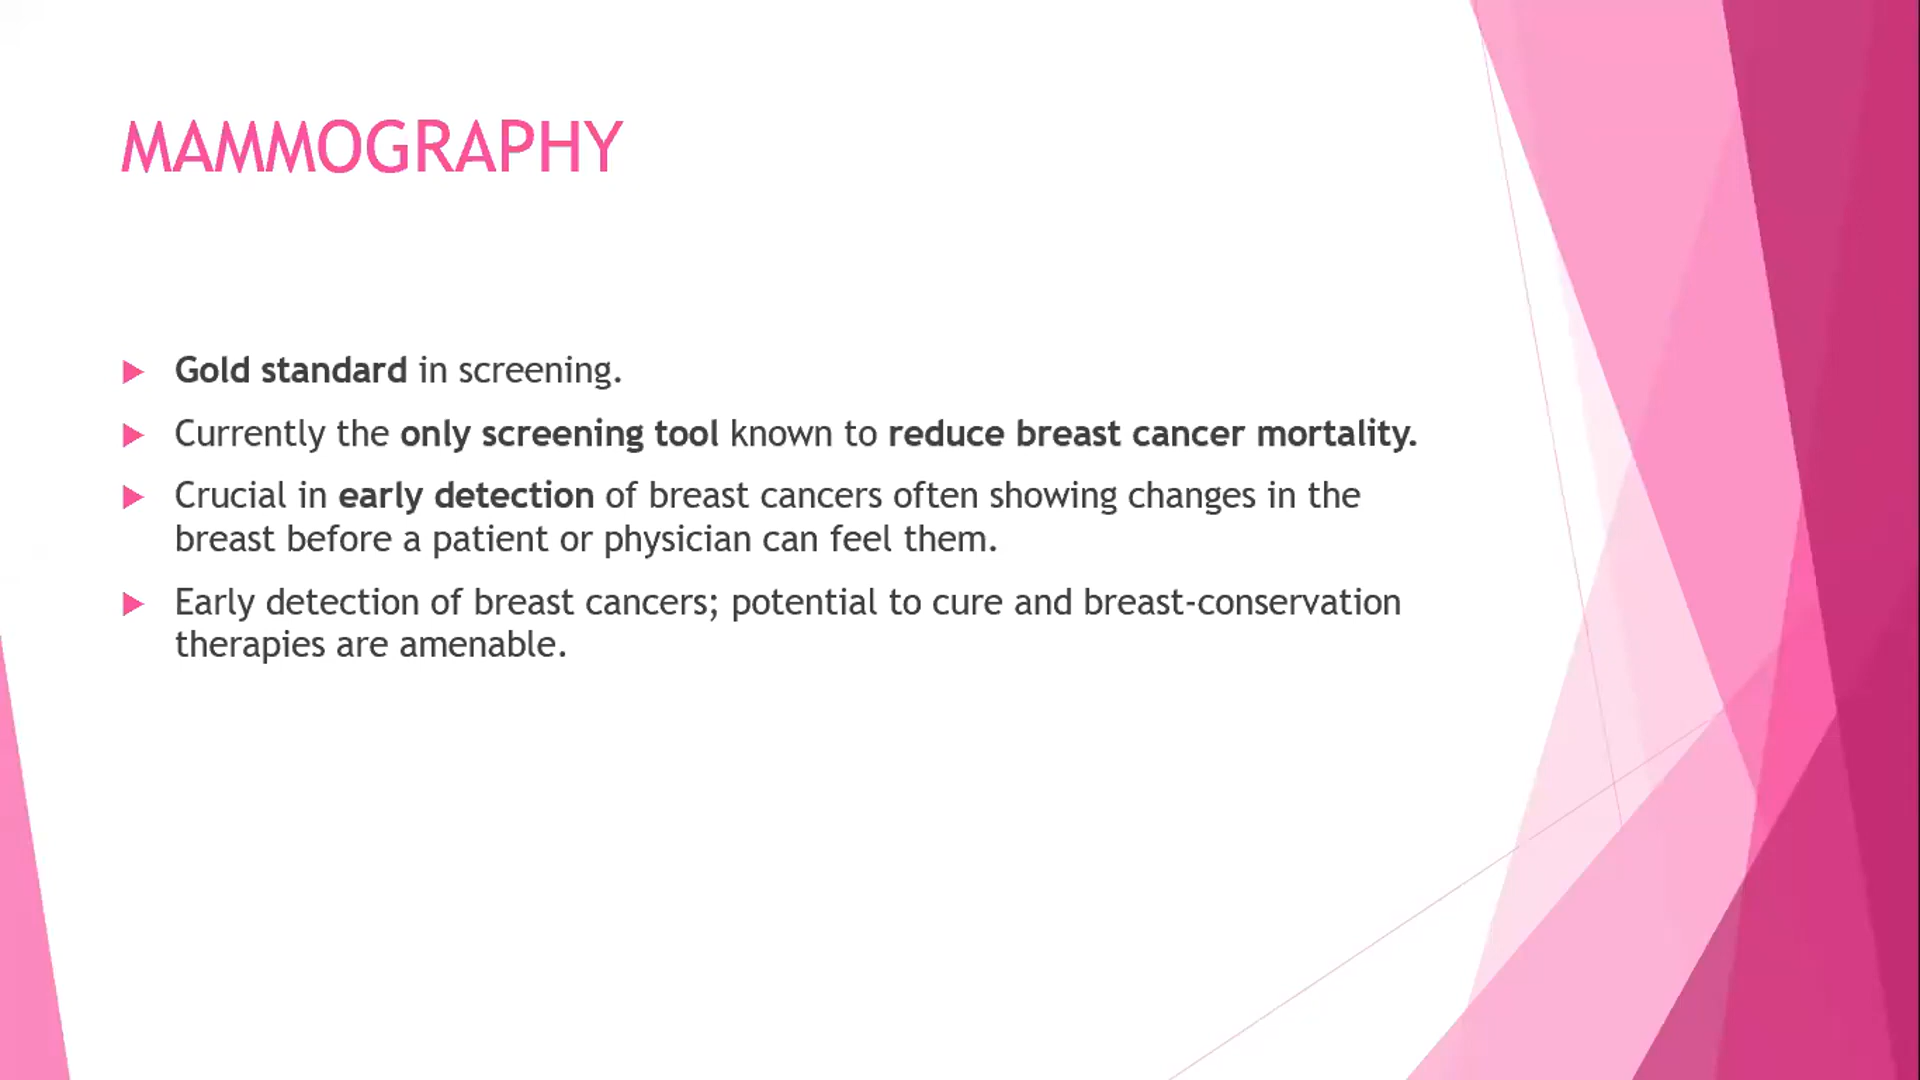 MAMMOGRAPHY
Gold standard in screening.
Currently the only screening tool known to reduce breast cancer mortality.
Crucial in early detection of breast cancers often showing changes in the
breast before a patient or physician can feel them.
Early detection of breast cancers; potential to cure and breast-conservation
therapies are amenable.